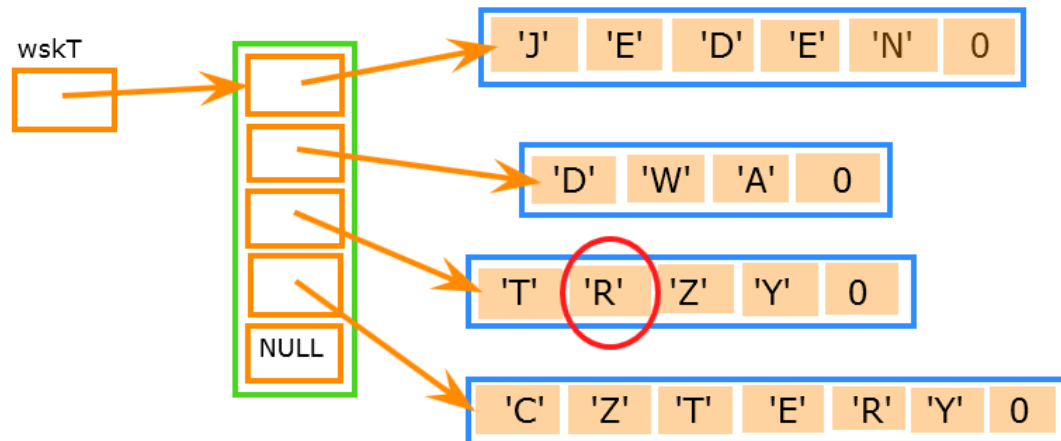 wskT
'J' 'E' 'D' 'E' 'N' 0
'D' 'W' 'A' 0
'T' 'R' 'Z' 'Y' 0
NULL
'C' 'Z' 'T' 'E' 'R' 'Y' 0